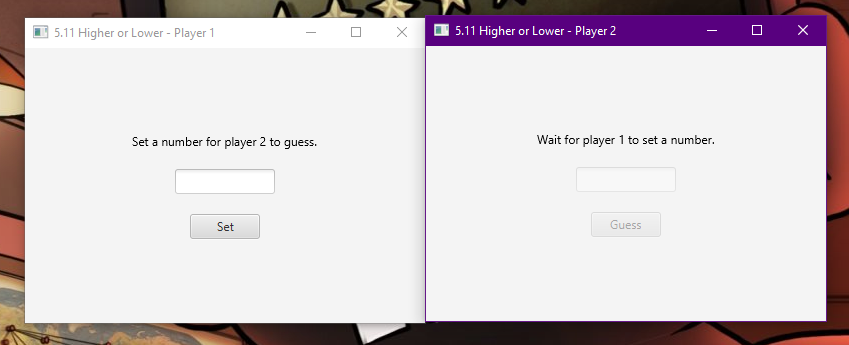 5.11 Higher or Lower - Player 1
Set a number for player 2 to guess.
Set
5.11 Higher or Lower - Player 2
Wait for player 1 to set a number.
Guess